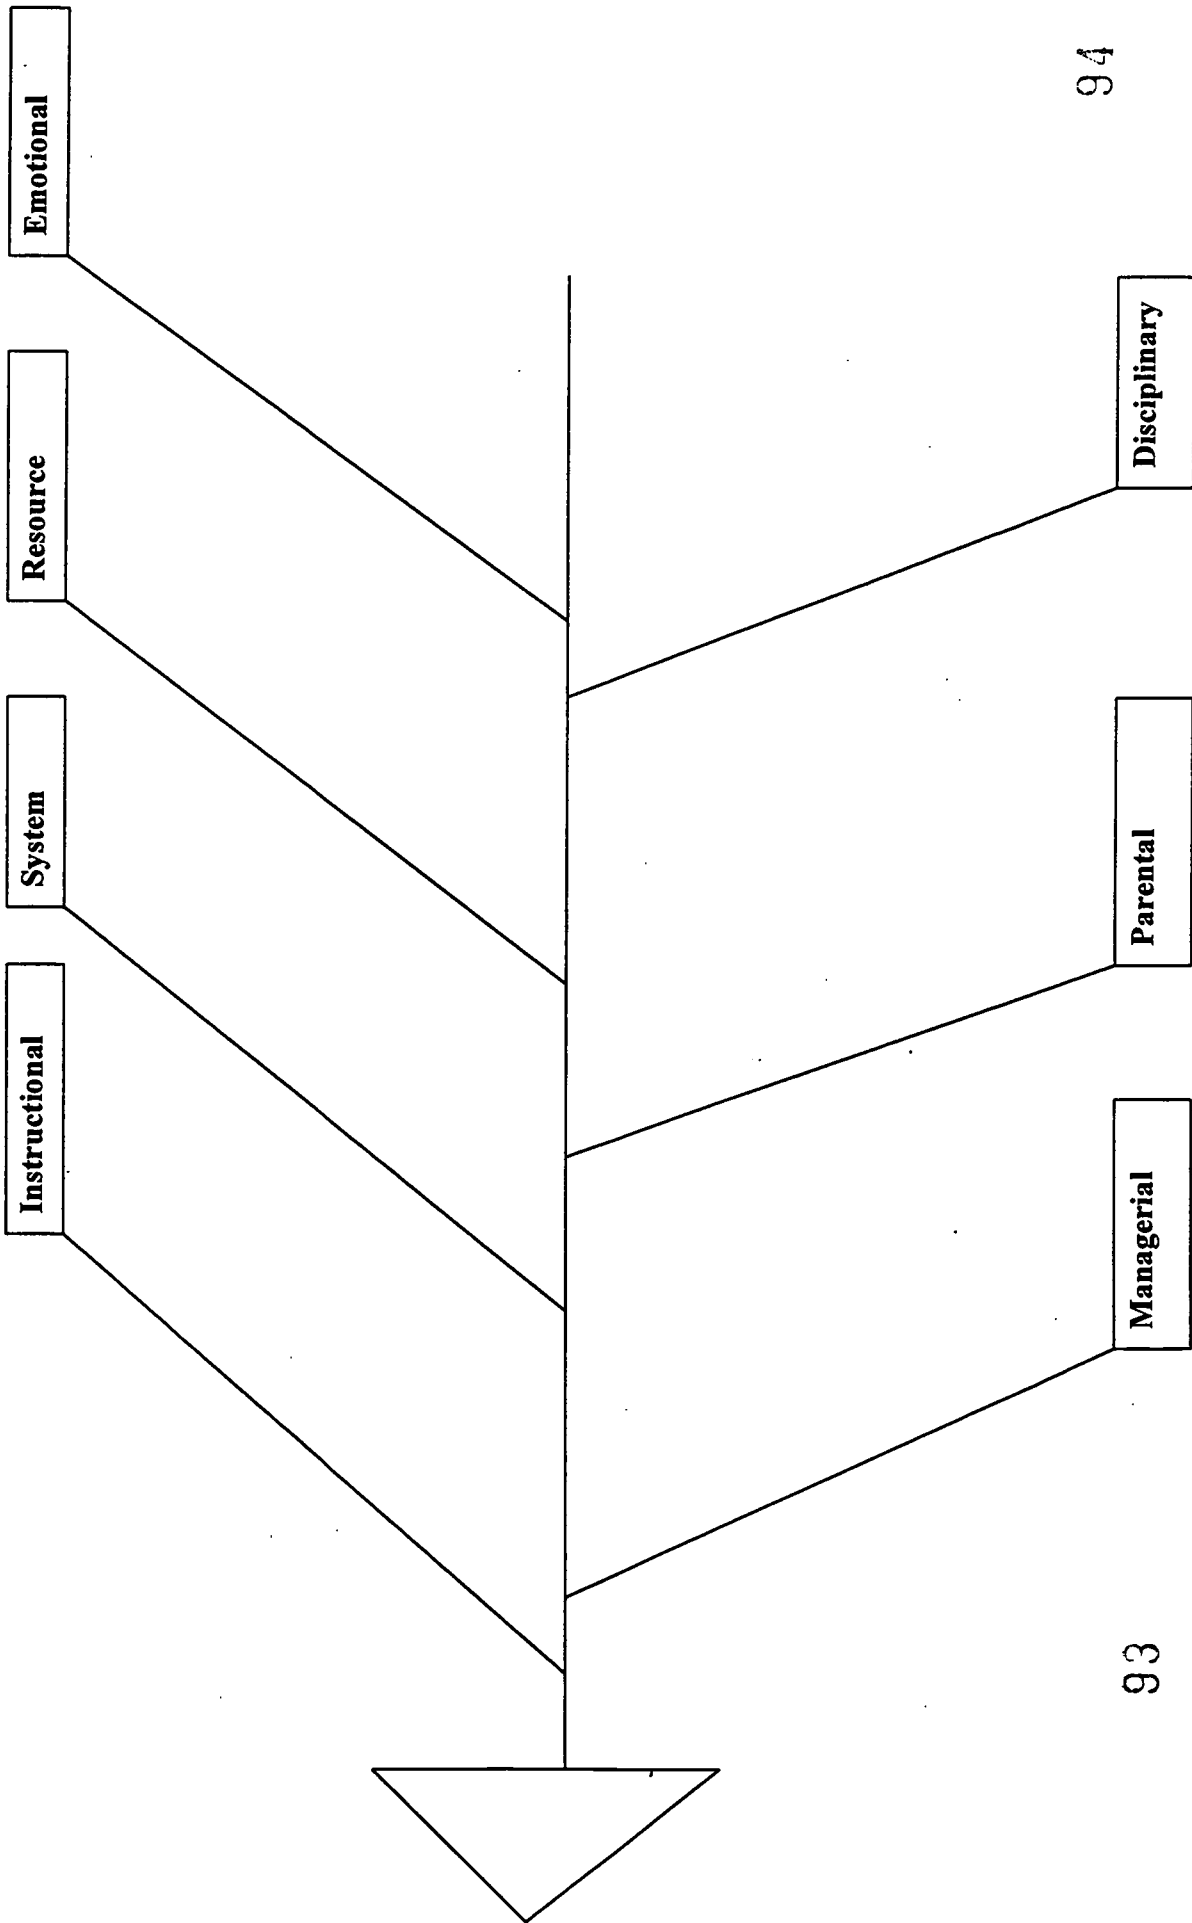 Instructional
System
Resource
Emotional
Managerial
Parental
Disciplinary
93
94